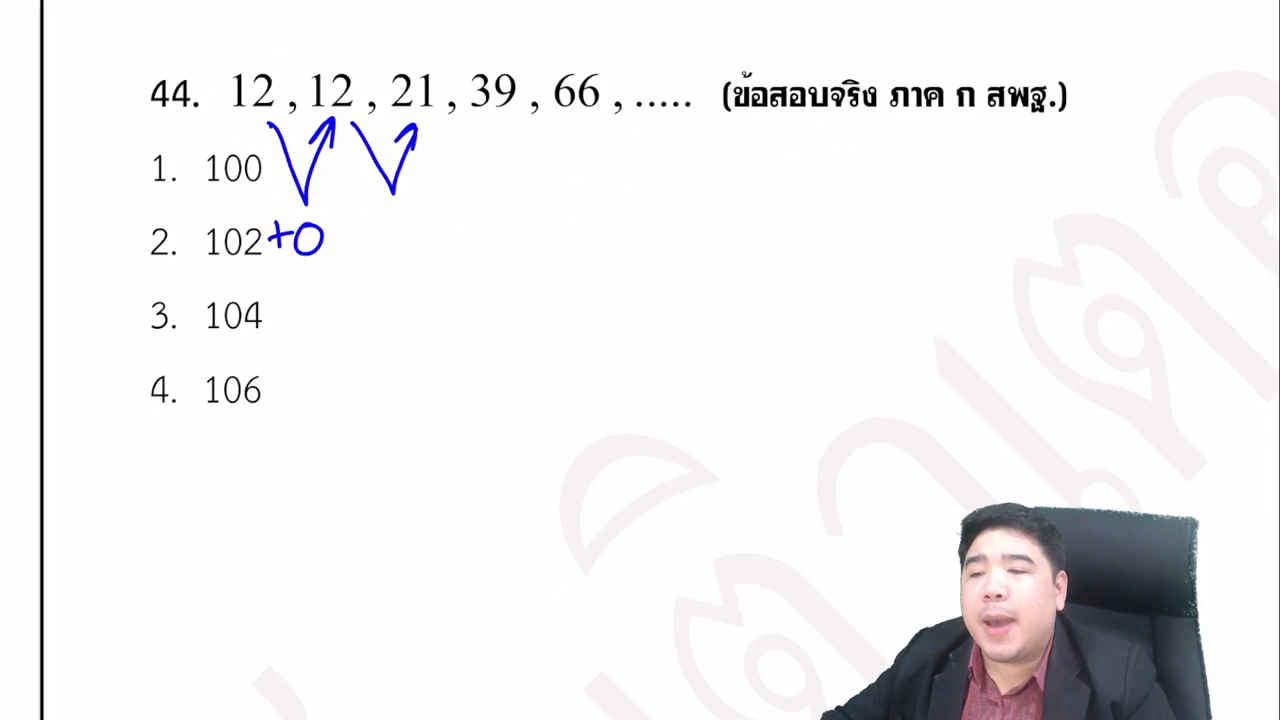 44. 12 , 12 , 21 , 39 , 66 , ..... (ข้อสอบจริง ภาค ก สพฐ.)
1. 100
2. 102 +0
3. 104
4. 106